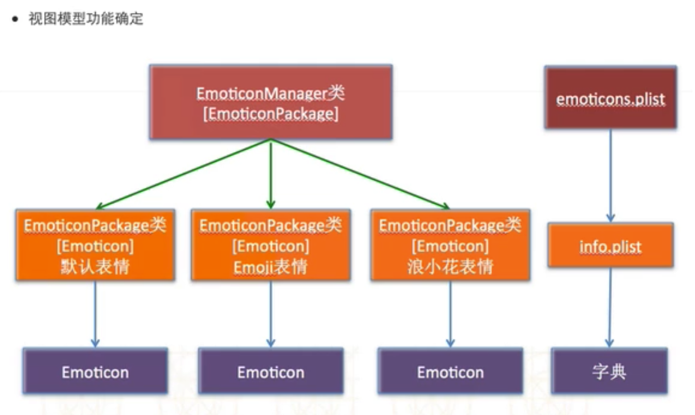 • 视图模型功能确定
EmoticonManager类
[EmoticonPackage]
emoticons.plist
EmoticonPackage类
[Emoticon]
默认表情
EmoticonPackage类
[Emoticon]
Emoji表情
EmoticonPackage类
[Emoticon]
浪小花表情
info.plist
Emoticon
Emoticon
Emoticon
字典